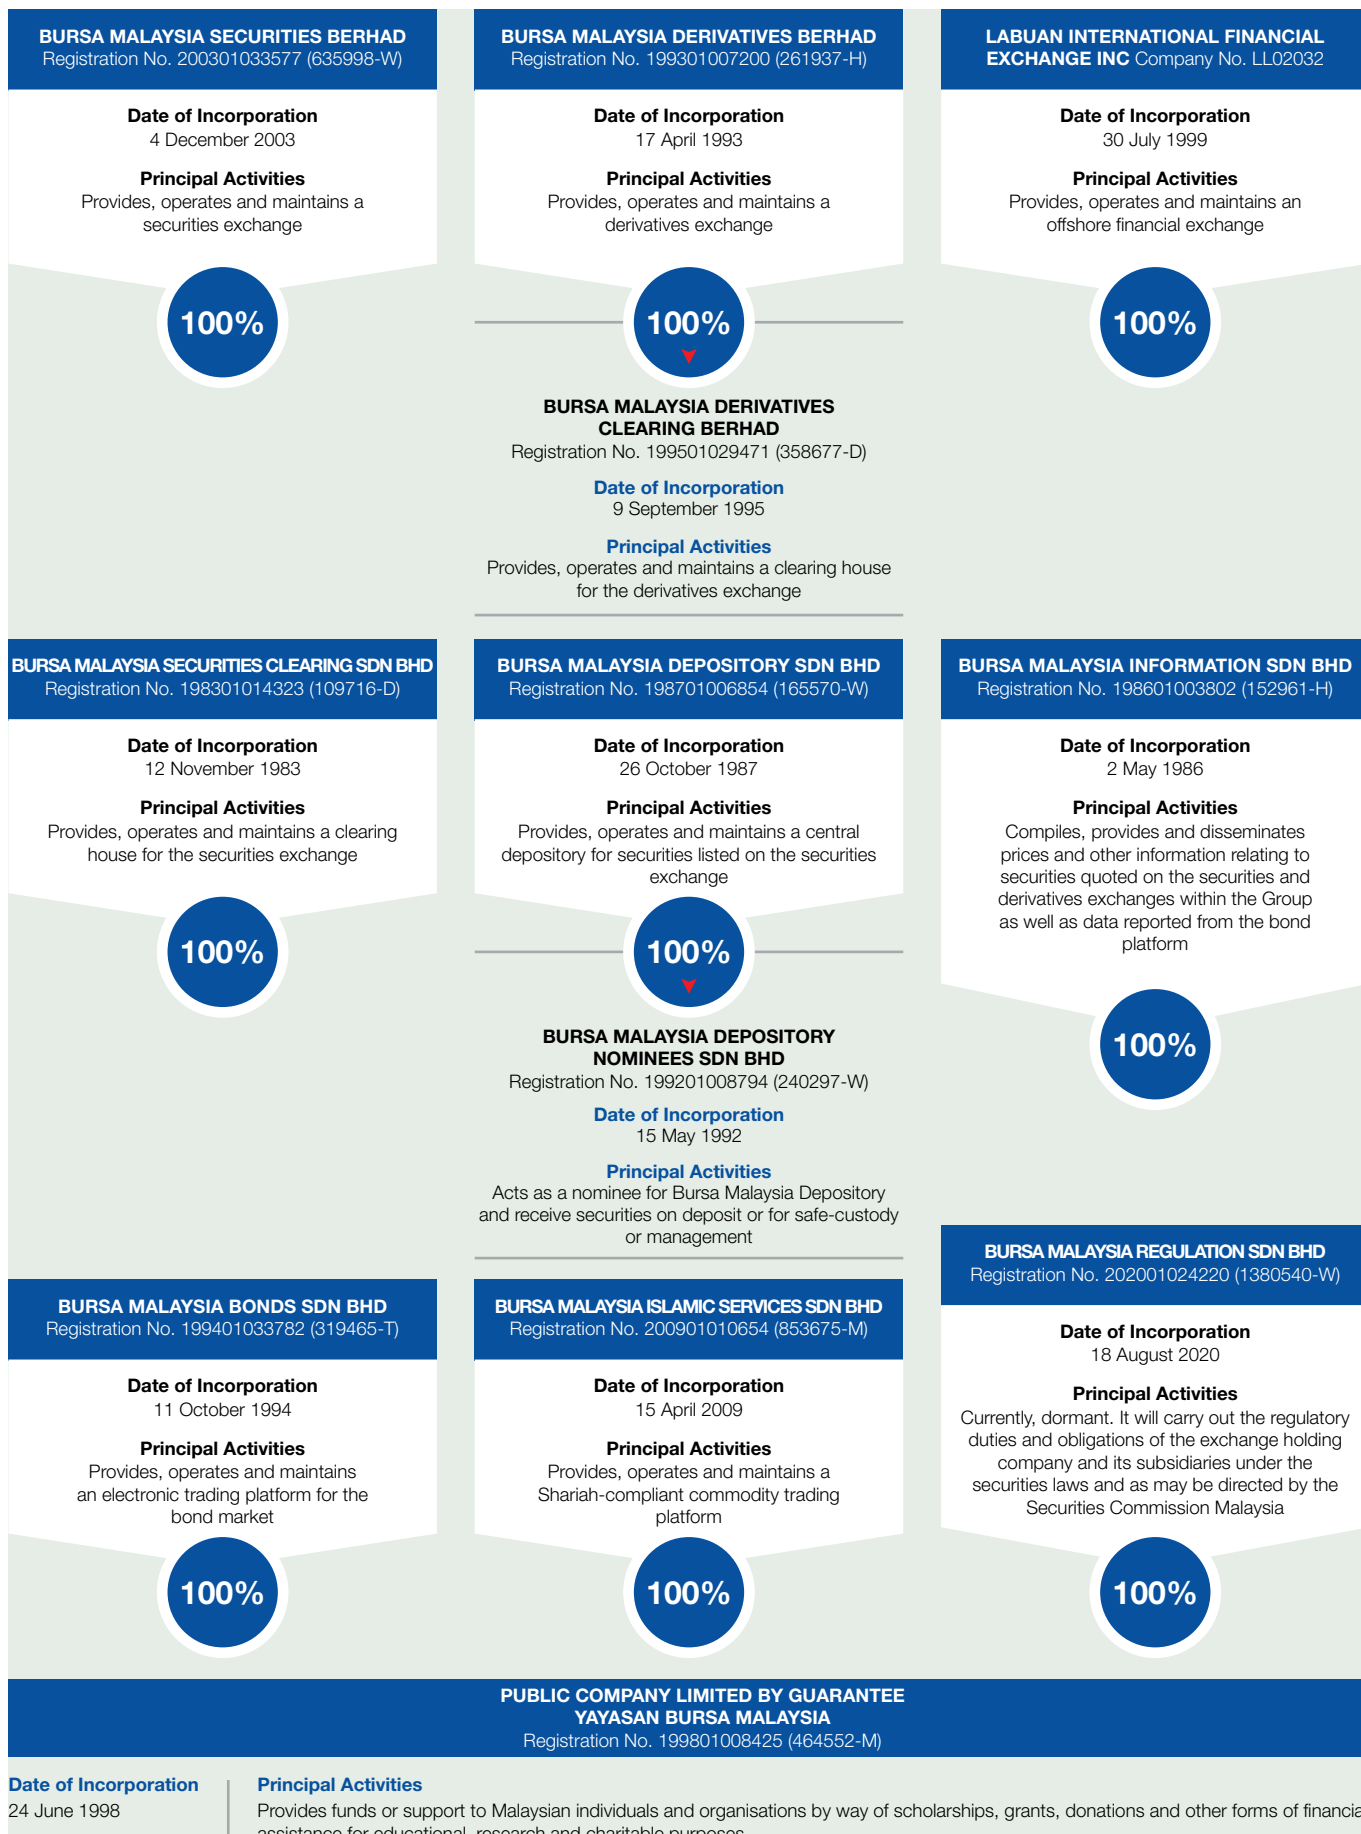 BURSA MALAYSIA SECURITIES BERHAD
Registration No. 200301033577 (635998-W)
Date of Incorporation
4 December 2003
Principal Activities
Provides, operates and maintains a
securities exchange
100%
BURSA MALAYSIA DERIVATIVES BERHAD
Registration No. 199301007200 (261937-H)
Date of Incorporation
17 April 1993
Principal Activities
Provides, operates and maintains a
derivatives exchange
100%
BURSA MALAYSIA DERIVATIVES
CLEARING BERHAD
Registration No. 199501029471 (358677-D)
Date of Incorporation
9 September 1995
Principal Activities
Provides, operates and maintains a clearing house
for the derivatives exchange
LABUAN INTERNATIONAL FINANCIAL
EXCHANGE INC Company No. LL02032
Date of Incorporation
30 July 1999
Principal Activities
Provides, operates and maintains an
offshore financial exchange
100%
BURSA MALAYSIA SECURITIES CLEARING SDN BHD
Registration No. 198301014323 (109716-D)
Date of Incorporation
12 November 1983
Principal Activities
Provides, operates and maintains a clearing
house for the securities exchange
100%
BURSA MALAYSIA DEPOSITORY SDN BHD
Registration No. 198701006854 (165570-W)
Date of Incorporation
26 October 1987
Principal Activities
Provides, operates and maintains a central
depository for securities listed on the securities
exchange
100%
BURSA MALAYSIA DEPOSITORY
NOMINEES SDN BHD
Registration No. 199201008794 (240297-W)
Date of Incorporation
15 May 1992
Principal Activities
Acts as a nominee for Bursa Malaysia Depository
and receive securities on deposit or for safe-custody
or management
BURSA MALAYSIA INFORMATION SDN BHD
Registration No. 198601003802 (152961-H)
Date of Incorporation
2 May 1986
Principal Activities
Compiles, provides and disseminates
prices and other information relating to
securities quoted on the securities and
derivatives exchanges within the Group
as well as data reported from the bond
platform
100%
BURSA MALAYSIA BONDS SDN BHD
Registration No. 199401033782 (319465-T)
Date of Incorporation
11 October 1994
Principal Activities
Provides, operates and maintains
an electronic trading platform for the
bond market
100%
BURSA MALAYSIA ISLAMIC SERVICES SDN BHD
Registration No. 200901010654 (853675-M)
Date of Incorporation
15 April 2009
Principal Activities
Provides, operates and maintains a
Shariah-compliant commodity trading
platform
100%
BURSA MALAYSIA REGULATION SDN BHD
Registration No. 202001024220 (1380540-W)
Date of Incorporation
18 August 2020
Principal Activities
Currently, dormant. It will carry out the regulatory
duties and obligations of the exchange holding
company and its subsidiaries under the
securities laws and as may be directed by the
Securities Commission Malaysia
100%
PUBLIC COMPANY LIMITED BY GUARANTEE
YAYASAN BURSA MALAYSIA
Registration No. 199801008425 (464552-M)
Date of Incorporation
24 June 1998
Principal Activities
Provides funds or support to Malaysian individuals and organisations by way of scholarships, grants, donations and other forms of financia
assistance for educational, research and charitable purposes